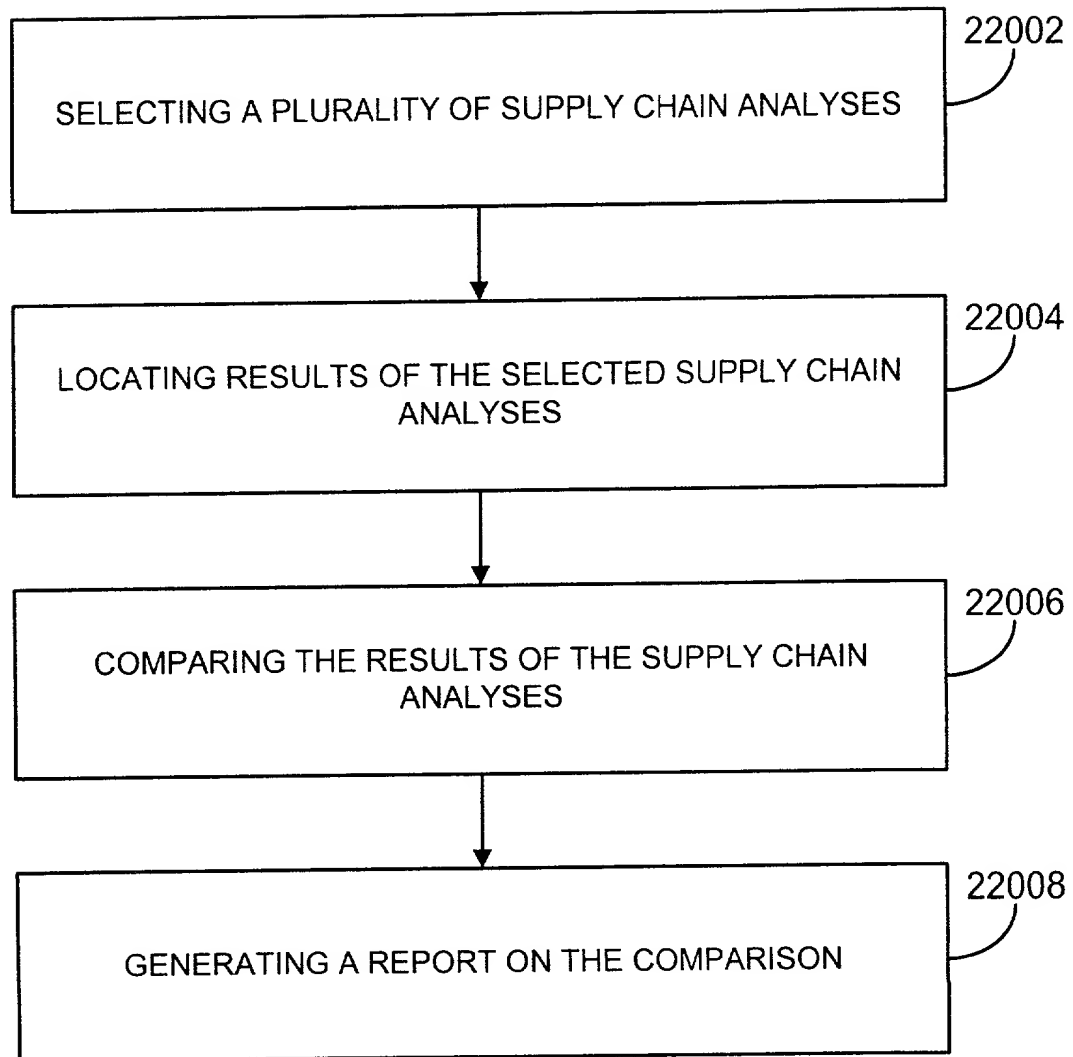 22002
SELECTING A PLURALITY OF SUPPLY CHAIN ANALYSES
22004
LOCATING RESULTS OF THE SELECTED SUPPLY CHAIN
ANALYSES
22006
COMPARING THE RESULTS OF THE SUPPLY CHAIN
ANALYSES
22008
GENERATING A REPORT ON THE COMPARISON